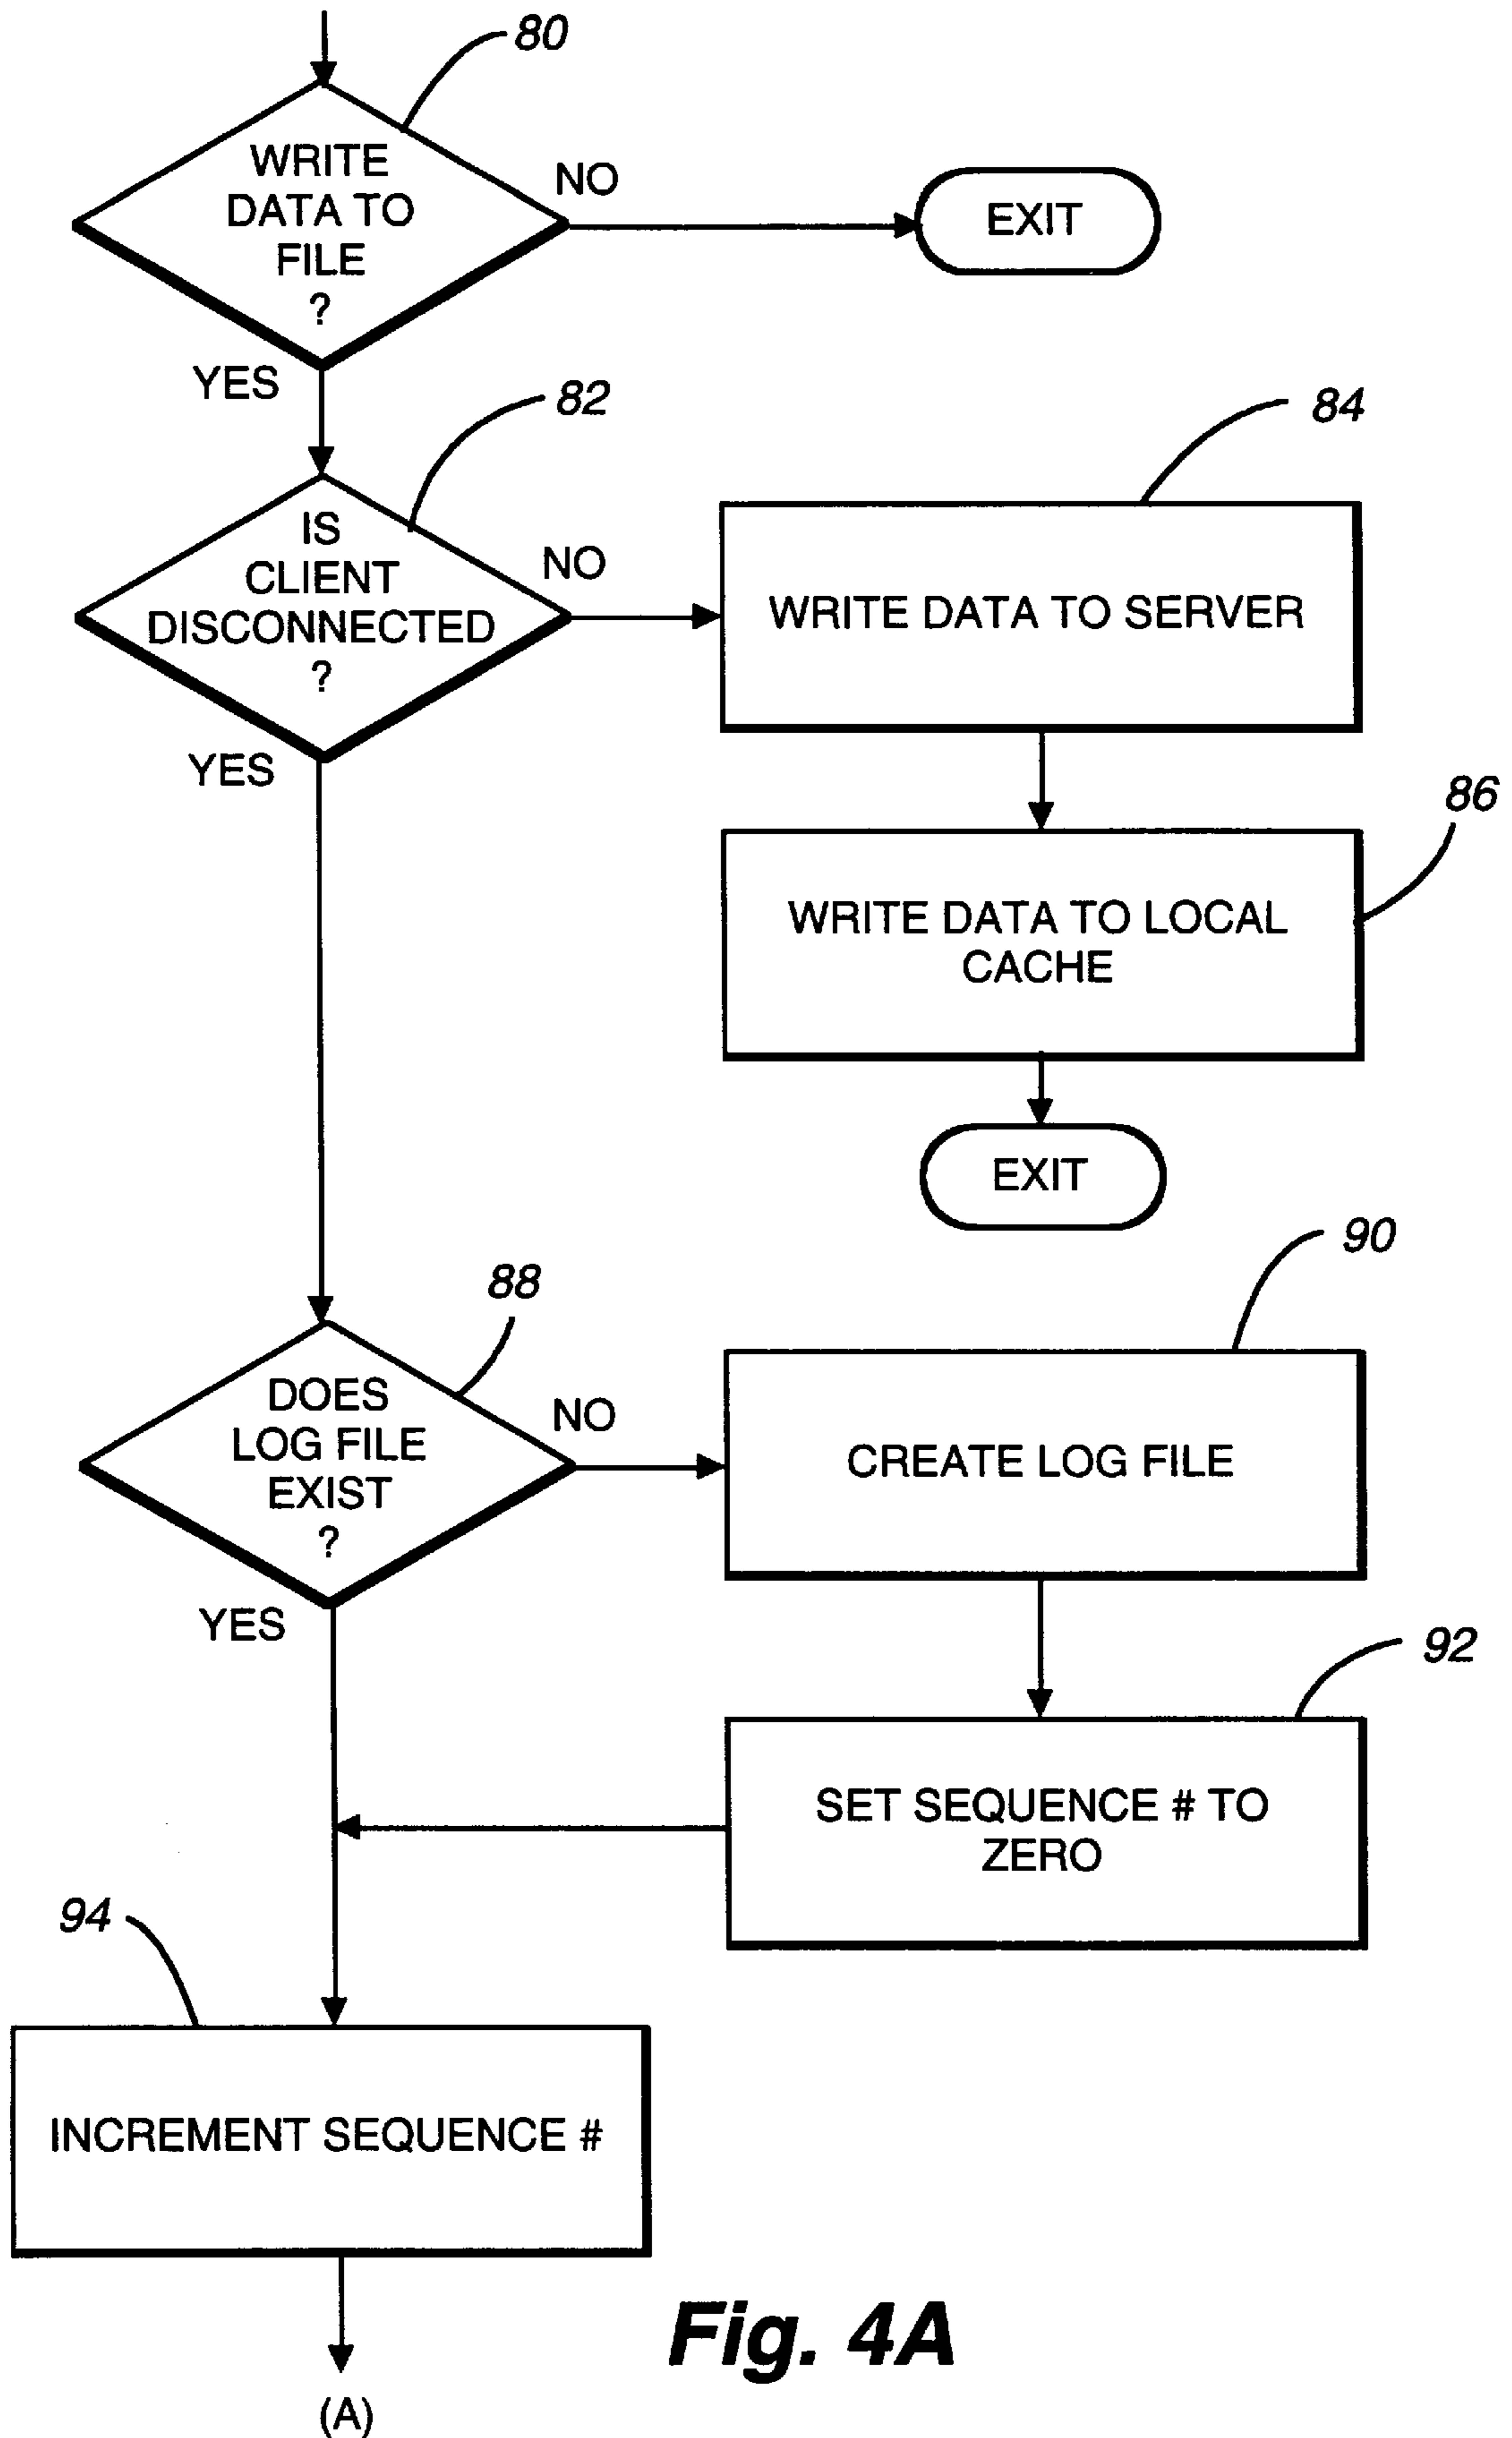 80
WRITE
DATA TO
FILE
?
NO
EXIT
YES
82
IS
CLIENT
DISCONNECTED
?
NO
84
WRITE DATA TO SERVER
YES
86
WRITE DATA TO LOCAL
CACHE
EXIT
88
DOES
LOG FILE
EXIST
?
NO
90
CREATE LOG FILE
YES
92
SET SEQUENCE # TO
ZERO
94
INCREMENT SEQUENCE #
(A)
Fig. 4A